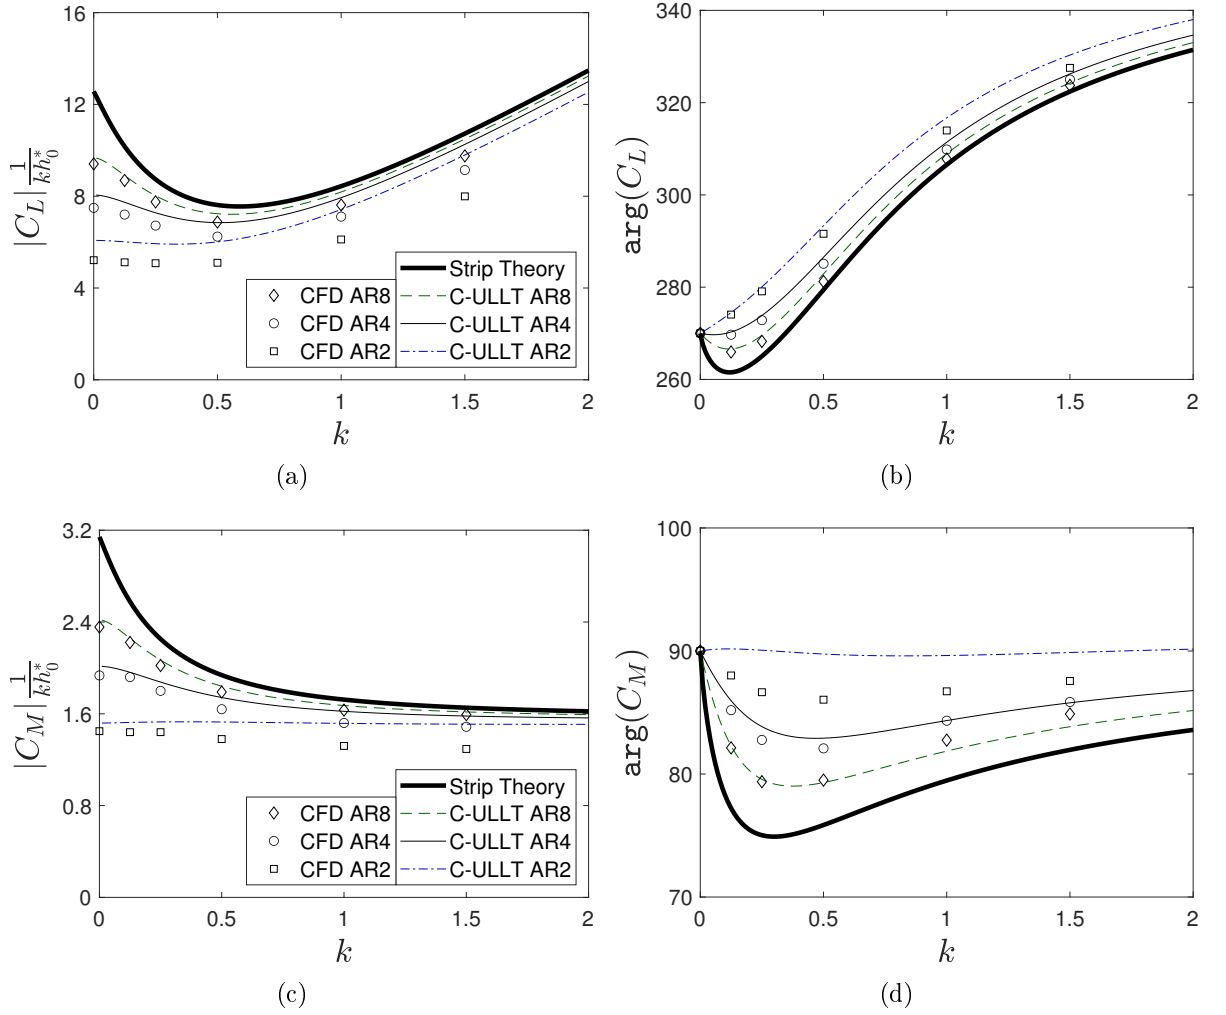 16
12
8
4
0
|C_L| 1/kh_0^*
0 0.5 1 1.5 2
k
Strip Theory
CFD AR8 C-ULLT AR8
CFD AR4 C-ULLT AR4
CFD AR2 C-ULLT AR2
(a)
340
320
300
280
260
arg(C_L)
0 0.5 1 1.5 2
k
(b)
3.2
2.4
1.6
0.8
0
|C_M| 1/kh_0^*
0 0.5 1 1.5 2
k
Strip Theory
CFD AR8 C-ULLT AR8
CFD AR4 C-ULLT AR4
CFD AR2 C-ULLT AR2
(c)
100
90
80
70
arg(C_M)
0 0.5 1 1.5 2
k
(d)